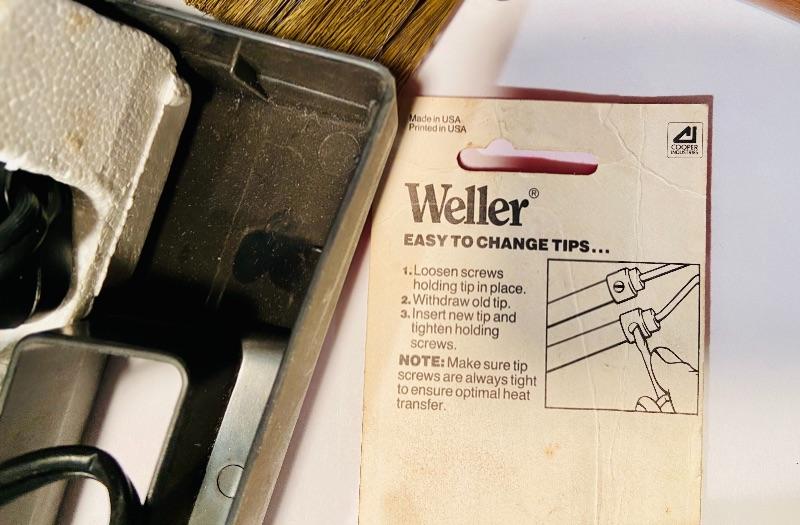 Made in USA
Printed in USA
COOPER
INDUSTRIES
Weller®
EASY TO CHANGE TIPS...
1. Loosen screws
holding tip in place.
2. Withdraw old tip.
3. Insert new tip and
tighten holding
screws.
NOTE: Make sure tip
screws are always tight
to ensure optimal heat
transfer.